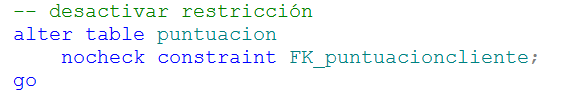 -- desactivar restricción
alter table puntuacion
    nocheck constraint FK_puntuacioncliente;
go